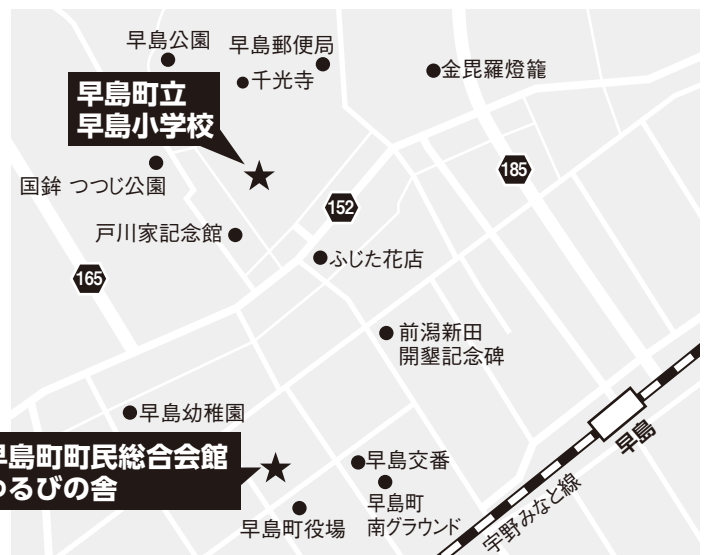 早島公園
早島郵便局
千光寺
金毘羅燈籠
早島町立
早島小学校
国鉾 つつじ公園
185
152
戸川家記念館
ふじた花店
165
前潟新田
開墾記念碑
早島幼稚園
早島
早島町町民総合会館
るびの舎
早島交番
早島町
南グラウンド
早島町役場
宇野みなと線